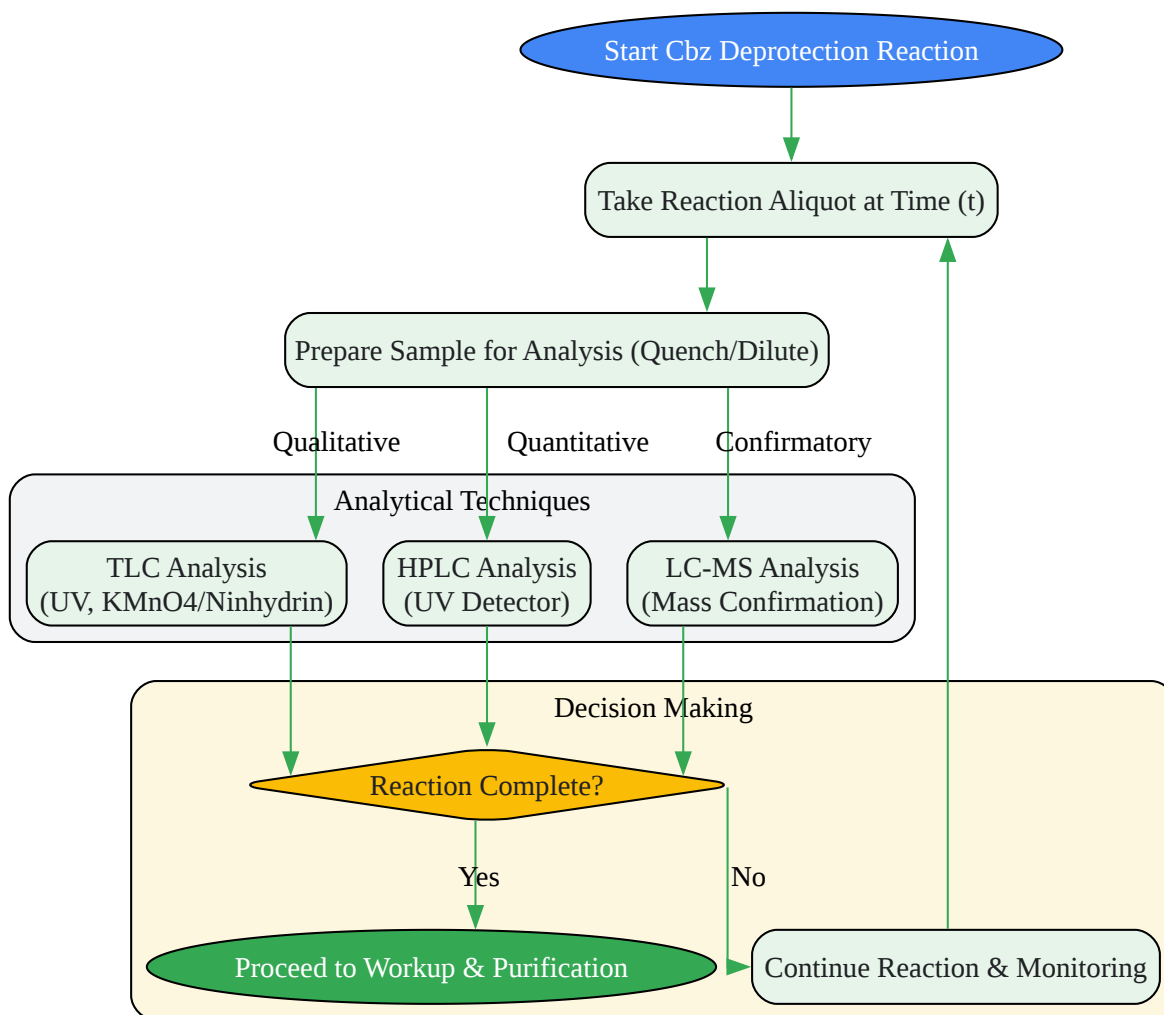 Start Cbz Deprotection Reaction
Take Reaction Aliquot at Time (t)
Prepare Sample for Analysis (Quench/Dilute)
Qualitative
Quantitative
Confirmatory
Analytical Techniques
TLC Analysis
(UV, KMnO4/Ninhydrin)
HPLC Analysis
(UV Detector)
LC-MS Analysis
(Mass Confirmation)
Decision Making
Reaction Complete?
Yes
No
Proceed to Workup & Purification
Continue Reaction & Monitoring